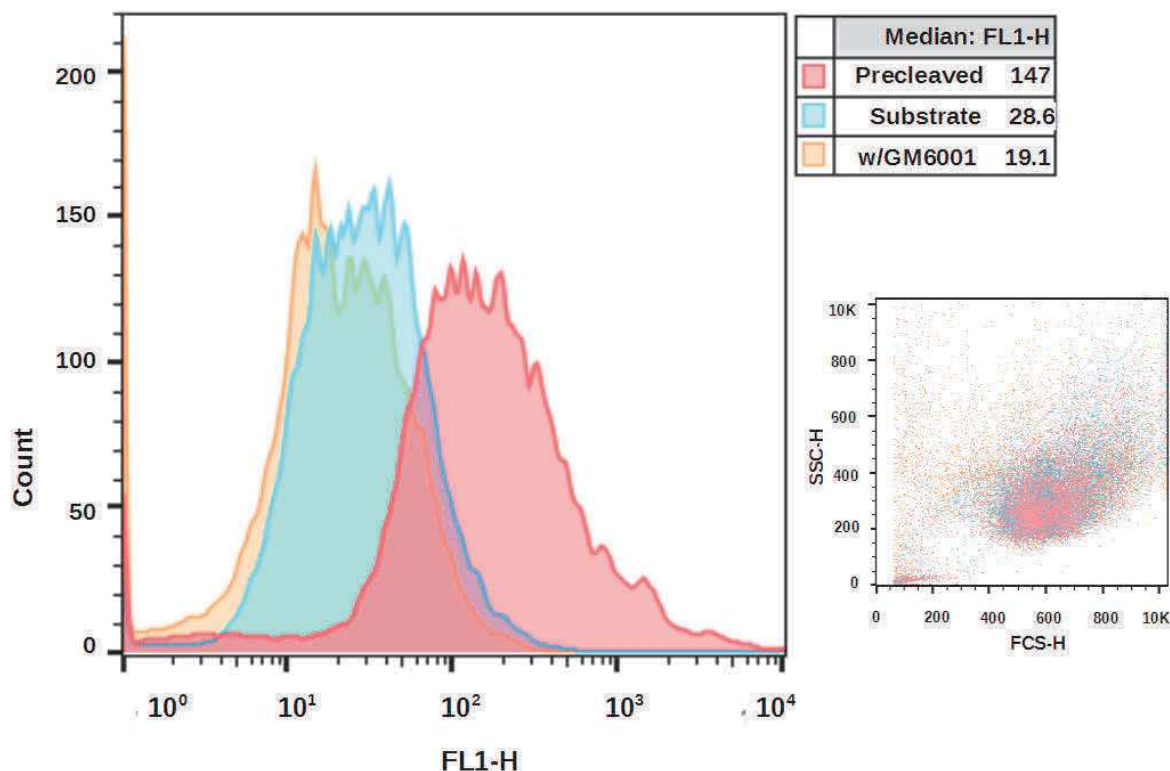 Median: FL1-H
Precleaved 147
Substrate 28.6
w/GM6001 19.1
200
150
100
50
0
Count
10⁰ 10¹ 10² 10³ 10⁴
FL1-H
10K
800
600
400
200
0
SSC-H
0 200 400 600 800 10K
FCS-H